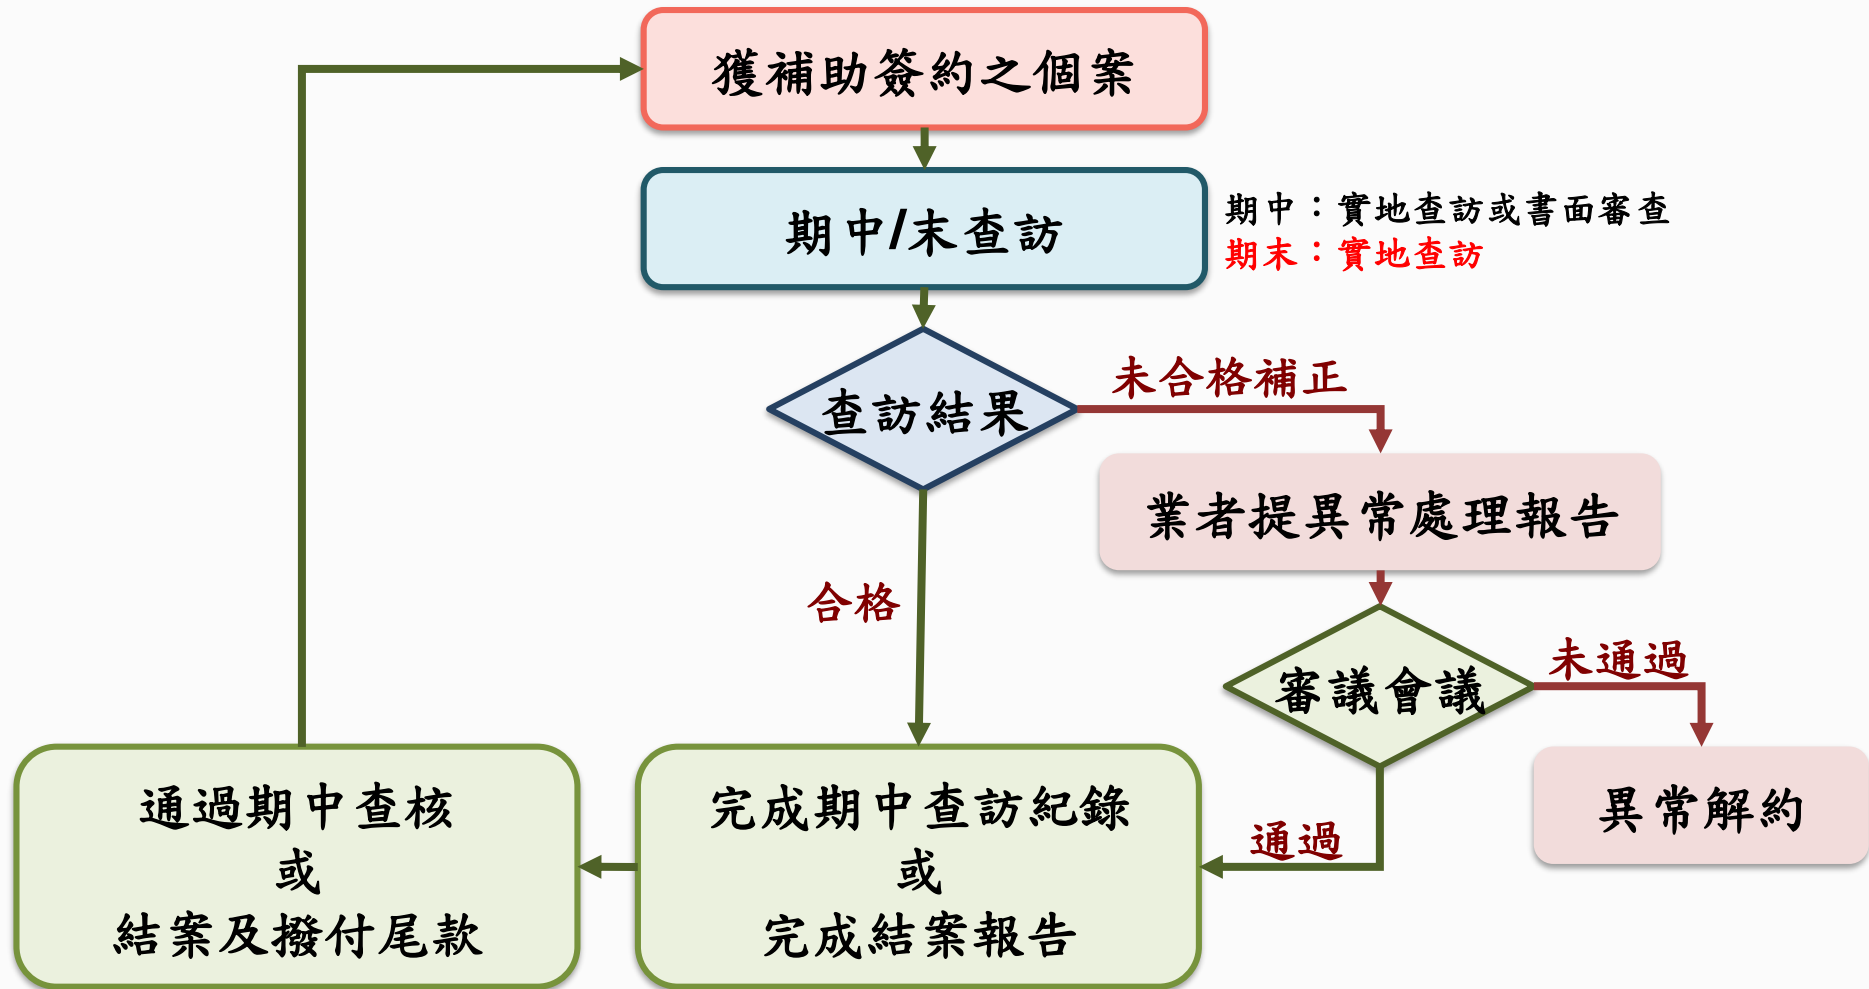 獲補助簽約之個案
期中/末查訪
期中：實地查訪或書面審查
期末：實地查訪
查訪結果
未合格補正
業者提異常處理報告
合格
審議會議
未通過
異常解約
通過
完成期中查訪紀錄
或
完成結案報告
通過期中查核
或
結案及撥付尾款